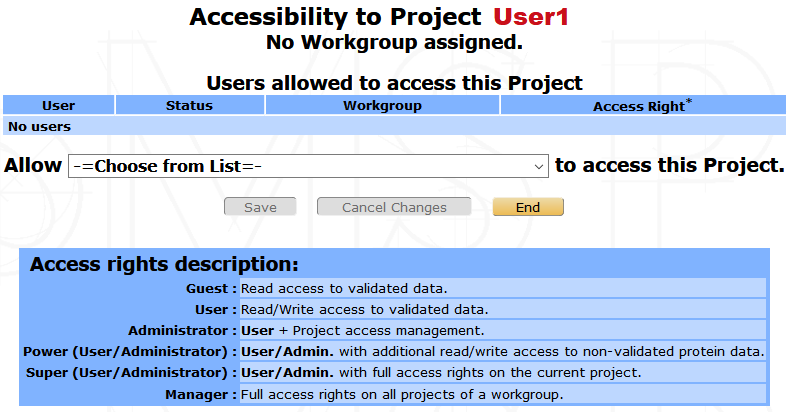 Accessibility to Project User1
No Workgroup assigned.
Users allowed to access this Project
User Status Workgroup Access Right*
No users
Allow -=Choose from List=- to access this Project.
Save Cancel Changes End
Access rights description:
Guest : Read access to validated data.
User : Read/Write access to validated data.
Administrator : User + Project access management.
Power (User/Administrator) : User/Admin. with additional read/write access to non-validated protein data.
Super (User/Administrator) : User/Admin. with full access rights on the current project.
Manager : Full access rights on all projects of a workgroup.